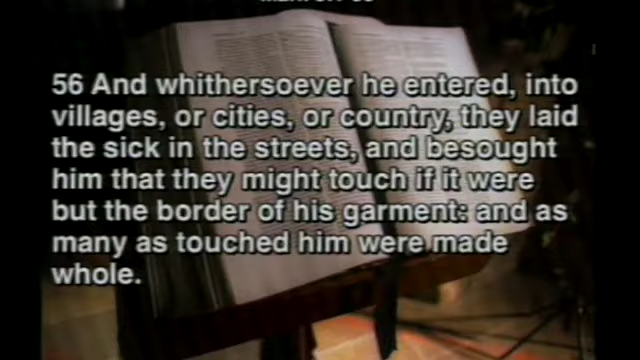 56 And whithersoever he entered, into
villages, or cities, or country, they laid
the sick in the streets, and besought
him that they might touch if it were
but the border of his garment: and as
many as touched him were made
whole.